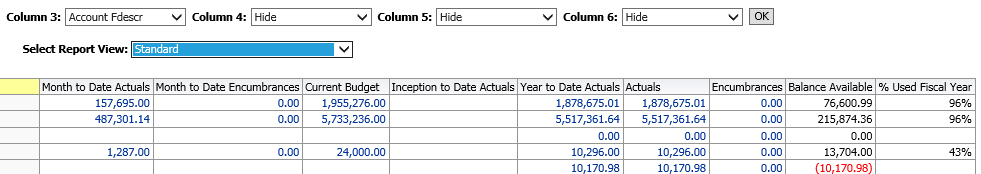 Column 3: Account Fdescr Column 4: Hide Column 5: Hide Column 6: Hide OK
Select Report View: Standard
Month to Date Actuals Month to Date Encumbrances Current Budget Inception to Date Actuals Year to Date Actuals Actuals Encumbrances Balance Available % Used Fiscal Year
157,695.00 0.00 1,955,276.00 1,878,675.01 1,878,675.01 0.00 76,600.99 96%
487,301.14 0.00 5,733,236.00 5,517,361.64 5,517,361.64 0.00 215,874.36 96%
0.00 0.00 0.00 0.00
1,287.00 0.00 24,000.00 10,296.00 10,296.00 0.00 13,704.00 43%
10,170.98 10,170.98 0.00 (10,170.98)